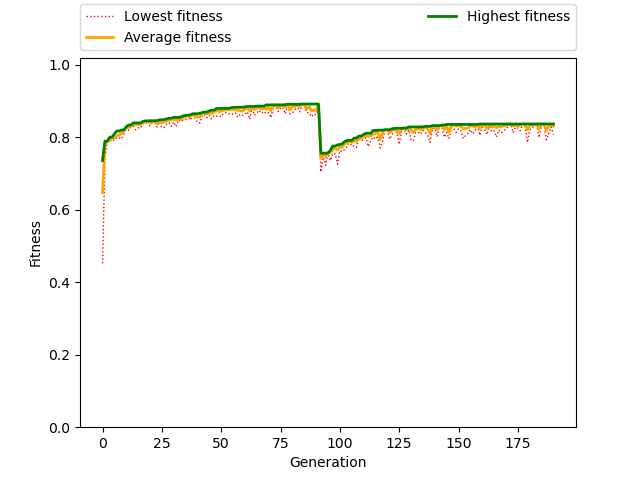 Lowest fitness
Average fitness
Highest fitness
1.0
0.8
0.6
0.4
0.2
0.0
Fitness
0 25 50 75 100 125 150 175
Generation